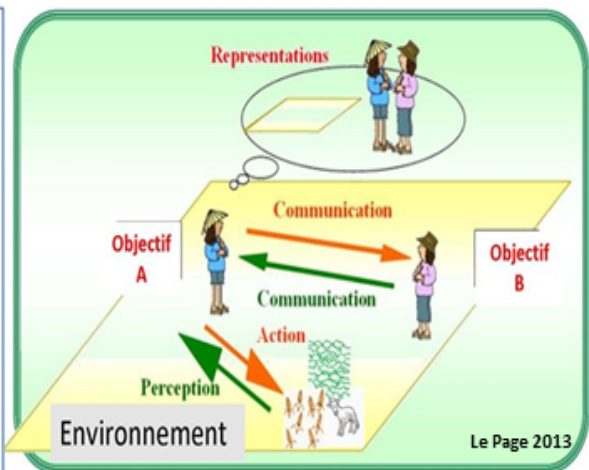 Representations
Communication
Objectif
A
Objectif
B
Communication
Action
Perception
Environnement
Le Page 2013